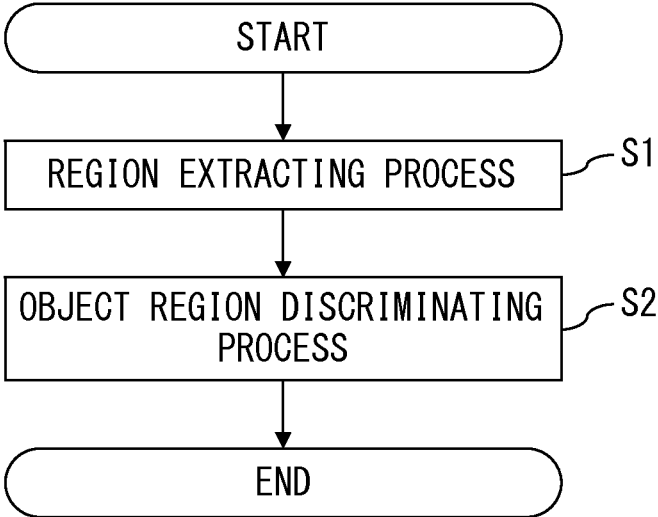 START
REGION EXTRACTING PROCESS
S1
OBJECT REGION DISCRIMINATING
PROCESS
S2
END